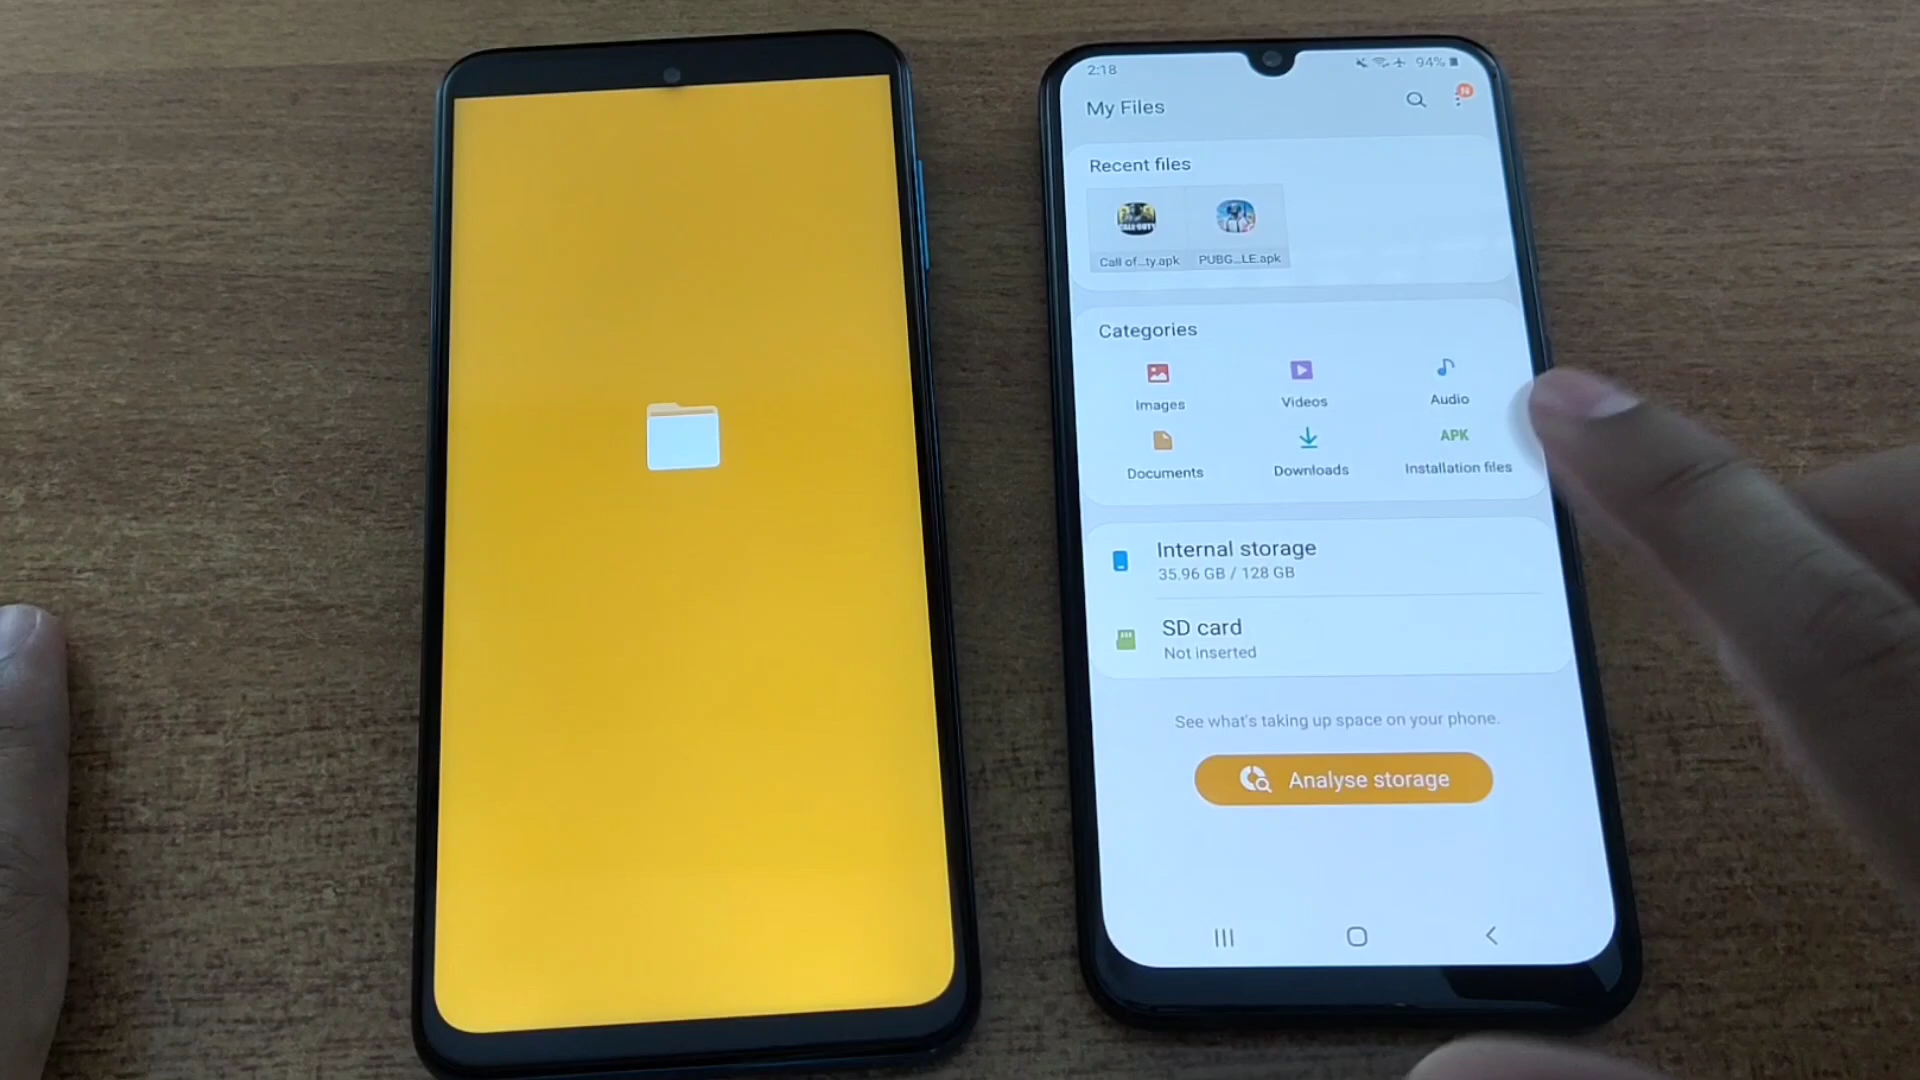 2:18
94%
My Files
Recent files
Call of...ty.apk
PUBG...LE.apk
Categories
Images
Videos
Audio
APK
Documents
Downloads
Installation files
Internal storage
35.96 GB / 128 GB
SD card
Not inserted
See what's taking up space on your phone.
Analyse storage